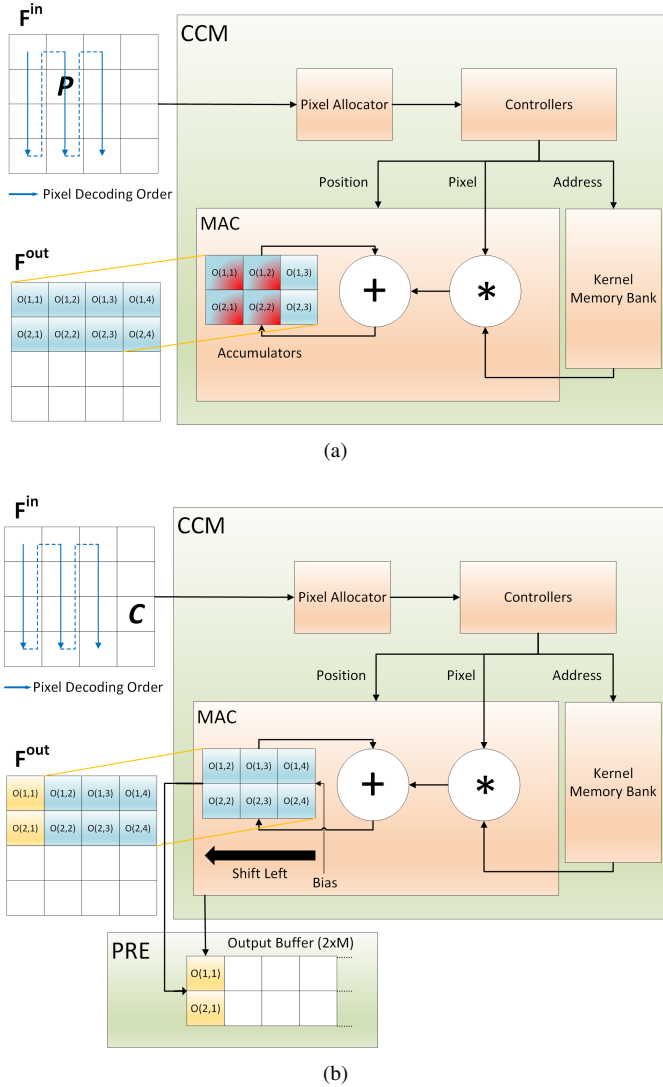 F^in
CCM
P
Pixel Allocator
Controllers
Pixel Decoding Order
Position
Pixel
Address
MAC
F^out
O(1,1) O(1,2) O(1,3) O(1,4)
O(2,1) O(2,2) O(2,3) O(2,4)
O(1,1) O(1,2) O(1,3)
O(2,1) O(2,2) O(2,3)
+
*
Kernel
Memory Bank
Accumulators
(a)
F^in
CCM
C
Pixel Allocator
Controllers
Pixel Decoding Order
Position
Pixel
Address
MAC
F^out
O(1,1) O(1,2) O(1,3) O(1,4)
O(2,1) O(2,2) O(2,3) O(2,4)
O(1,2) O(1,3) O(1,4)
O(2,2) O(2,3) O(2,4)
+
*
Kernel
Memory Bank
Shift Left
Bias
PRE
Output Buffer (2xM)
O(1,1)
O(2,1)
(b)